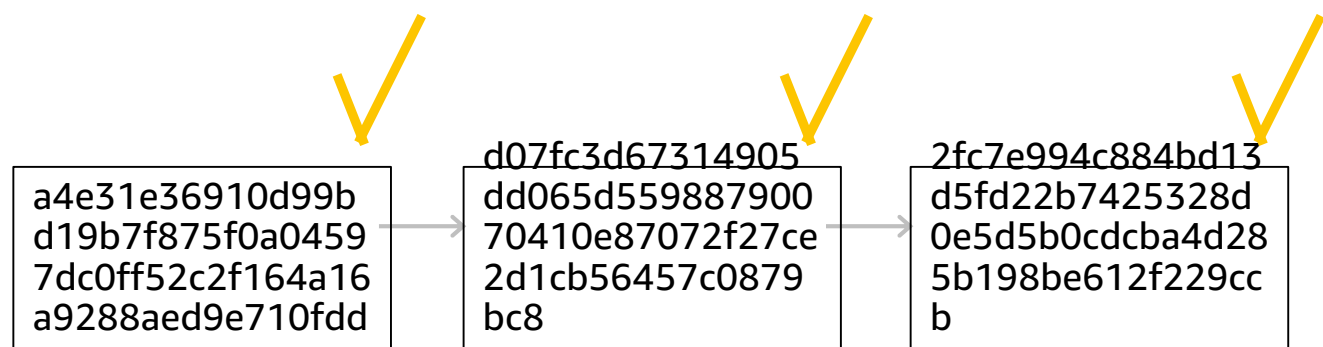 a4e31e36910d99b
d19b7f875f0a0459
7dc0ff52c2f164a16
a9288aed9e710fdd
d07fc3d67314905
dd065d559887900
70410e87072f27ce
2d1cb56457c0879
bc8
2fc7e994c884bd13
d5fd22b7425328d
0e5d5b0cdcba4d28
5b198be612f229cc
b